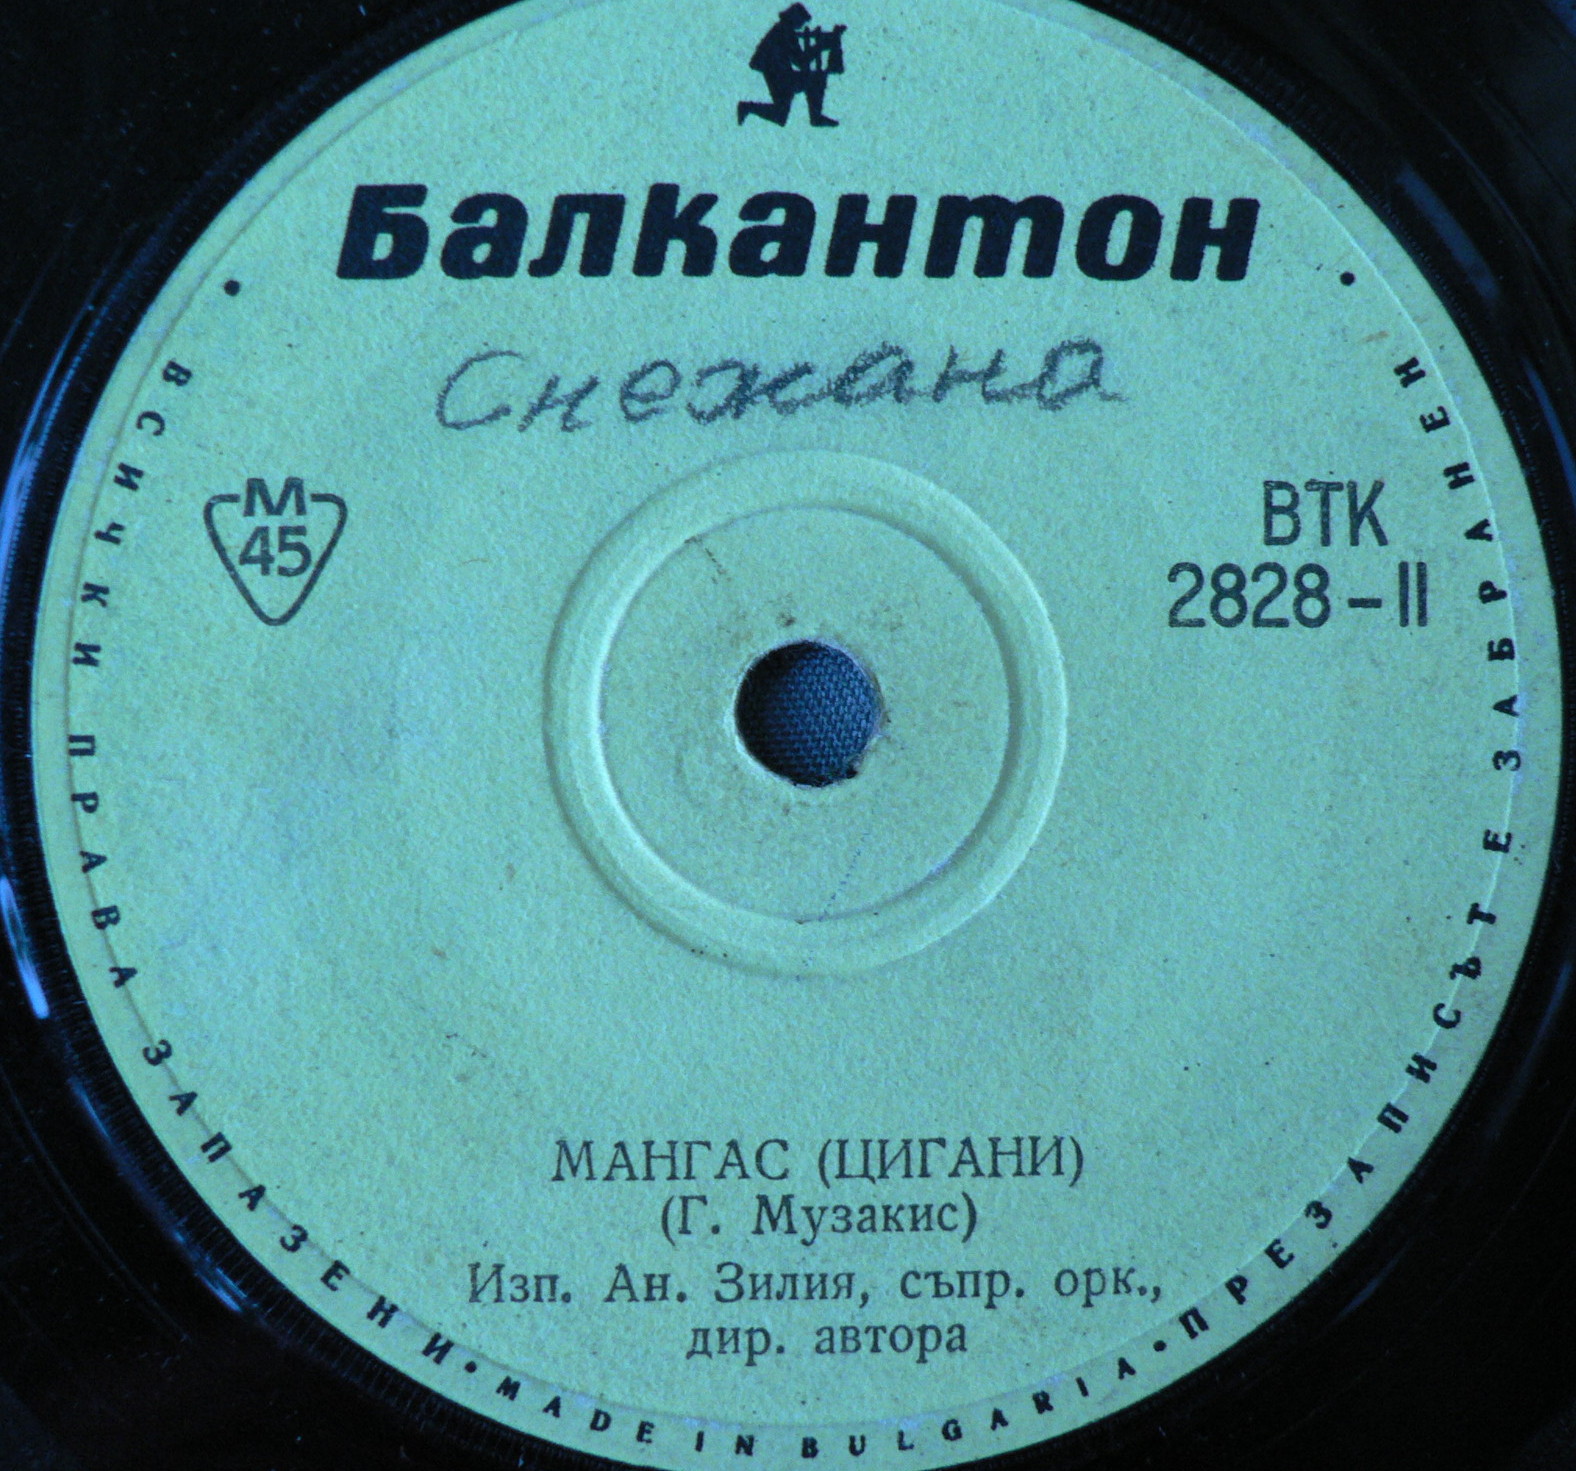 Балкантон
Снежана
М
45
ВТК
2828-II
МАНГАС (ЦИГАНИ)
(Г. Музакис)
Изп. Ан. Зилия, съпр. орк.,
дир. автора
• ВСИЧКИ ПРАВА ЗАПАЗЕНИ • MADE IN BULGARIA • ПРЕЗАПИСЪТ Е ЗАБРАНЕН •